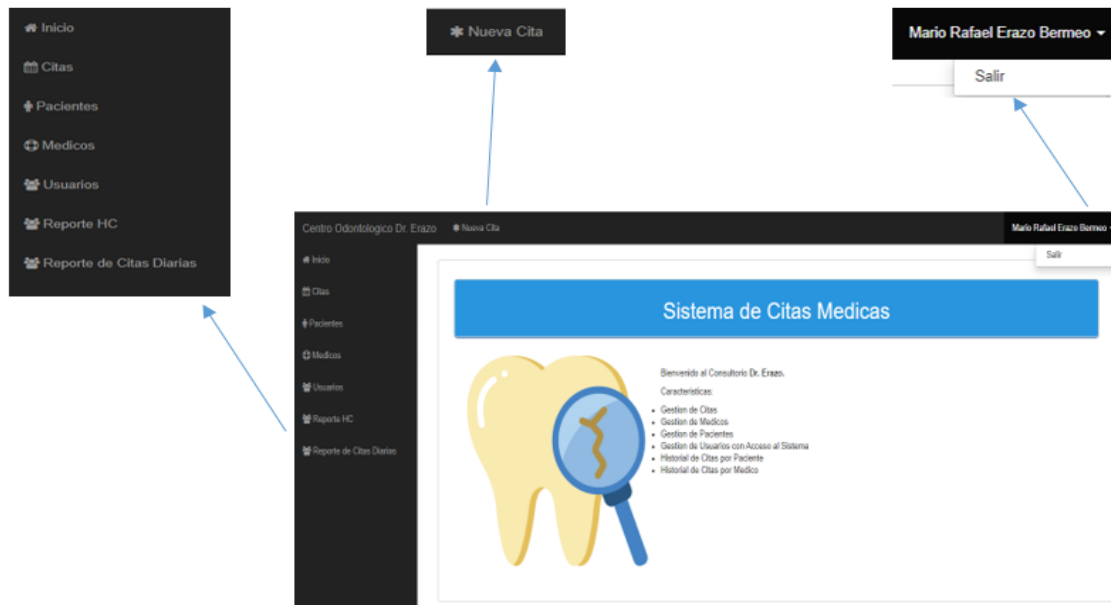 Inicio
Citas
Pacientes
Medicos
Usuarios
Reporte HC
Reporte de Citas Diarias
Nueva Cita
Mario Rafael Erazo Bermeo
Salir
Centro Odontologico Dr. Erazo
Nueva Cita
Mario Rafael Erazo Bermeo
Salir
Inicio
Citas
Pacientes
Medicos
Usuarios
Reporte HC
Reporte de Citas Diarias
Sistema de Citas Medicas
Bienvenido al Consultorio Dr. Erazo.
Características:
Gestion de Citas
Gestion de Medicos
Gestion de Pacientes
Gestion de Usuarios con Acceso al Sistema
Historial de Citas por Paciente
Historial de Citas por Medico